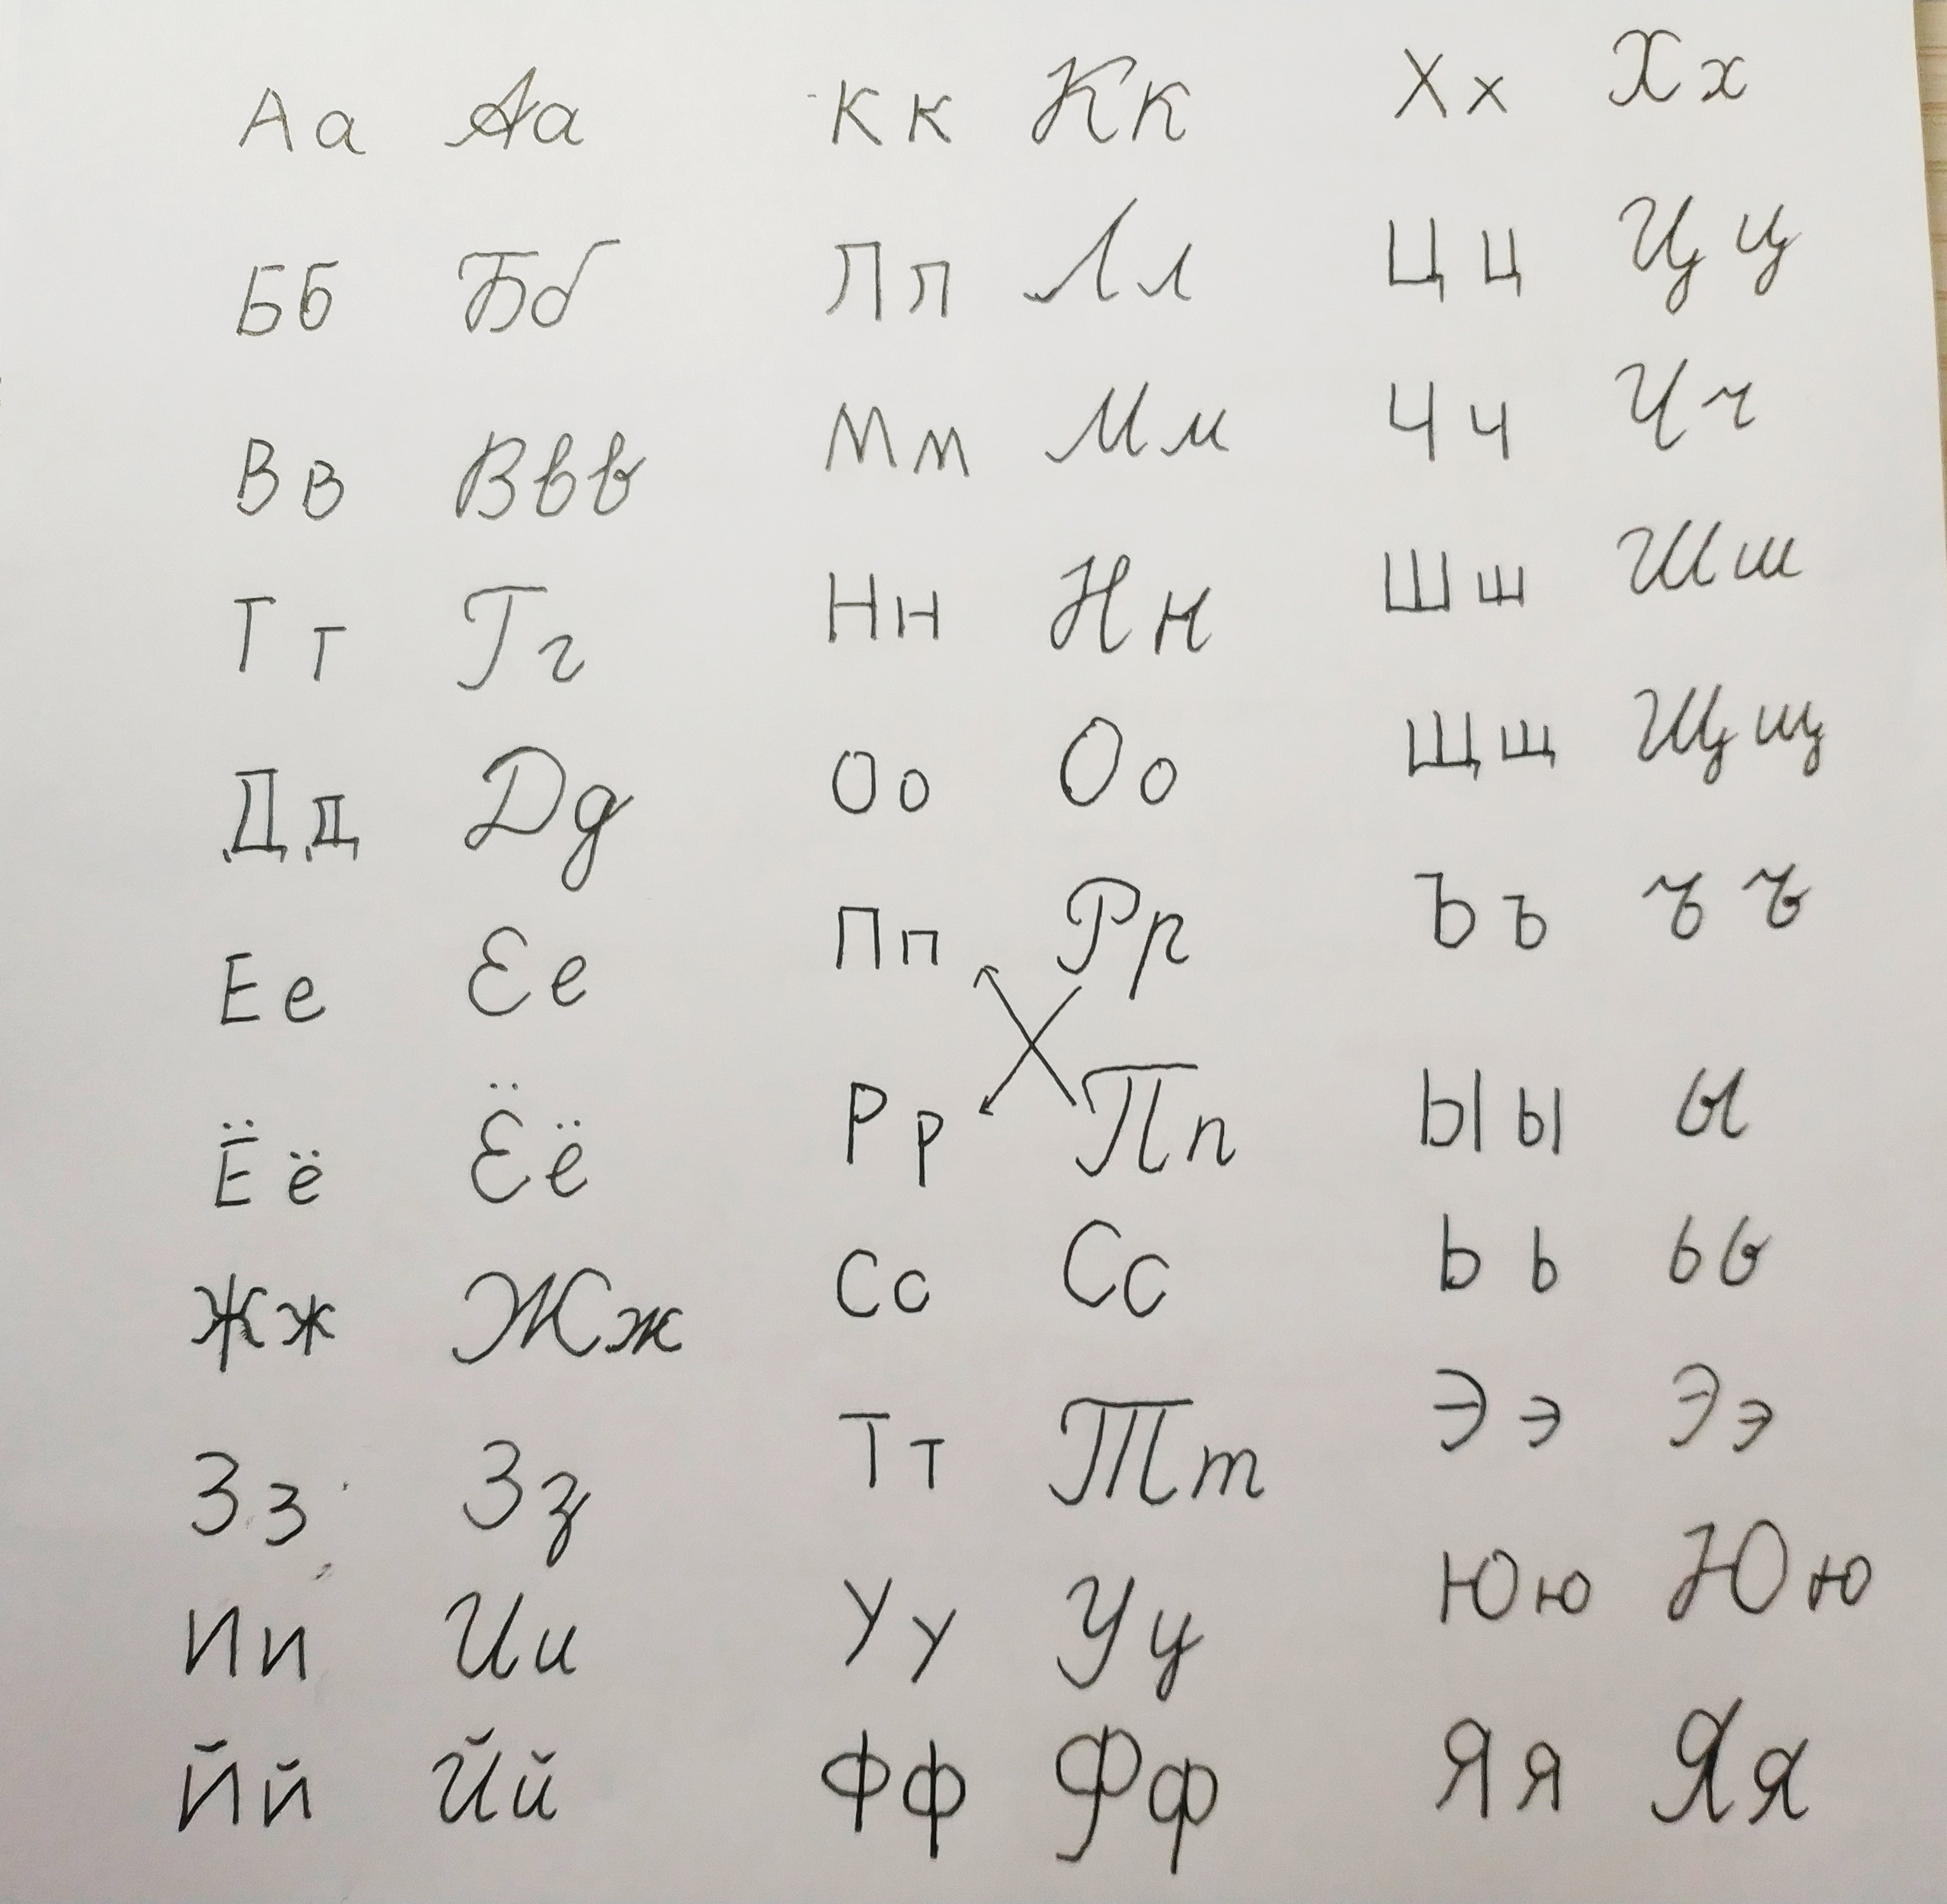 Аа Аа
Бб Бб
Вв Ввв
Гг Гг
Дд Дд
Ее Ее
Ёё Ёё
Жж Жж
Зз Зз
Ии Ии
Йй Йй
Кк Кк
Лл Лл
Мм Мм
Нн Нн
Оо Оо
Пп Рр
Рр Пп
Сс Сс
Тт Тт
Уу Уу
Фф Фф
Хх Хх
Цц Цц
Чч Чч
Шш Шш
Щщ Щщ
Ъъ ъъ
Ыы ы
Ьь ьь
Ээ Ээ
Юю Юю
Яя Яя